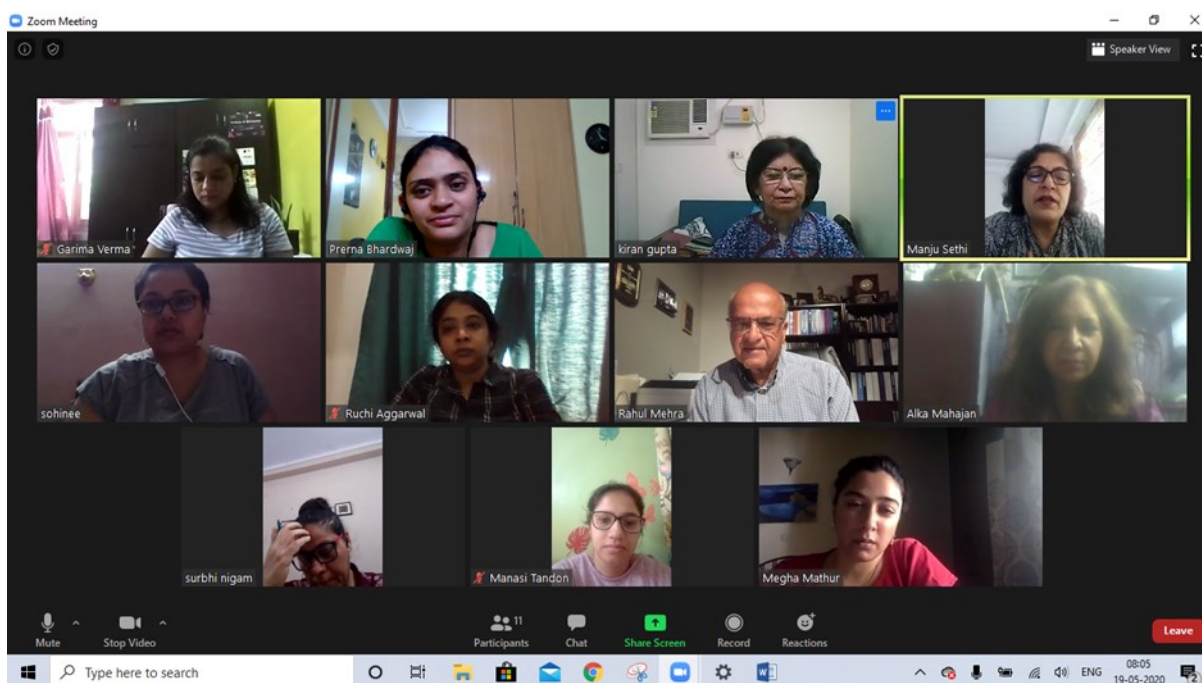 Zoom Meeting
Speaker View
Garima Verma
Prerna Bhardwaj
kiran gupta
Manju Sethi
sohinee
Ruchi Aggarwal
Rahul Mehra
Alka Mahajan
surbhi nigam
Manasi Tandon
Megha Mathur
Mute
Stop Video
Participants
11
Chat
Share Screen
Record
Reactions
Leave
Type here to search
ENG
08:05
19-05-2020